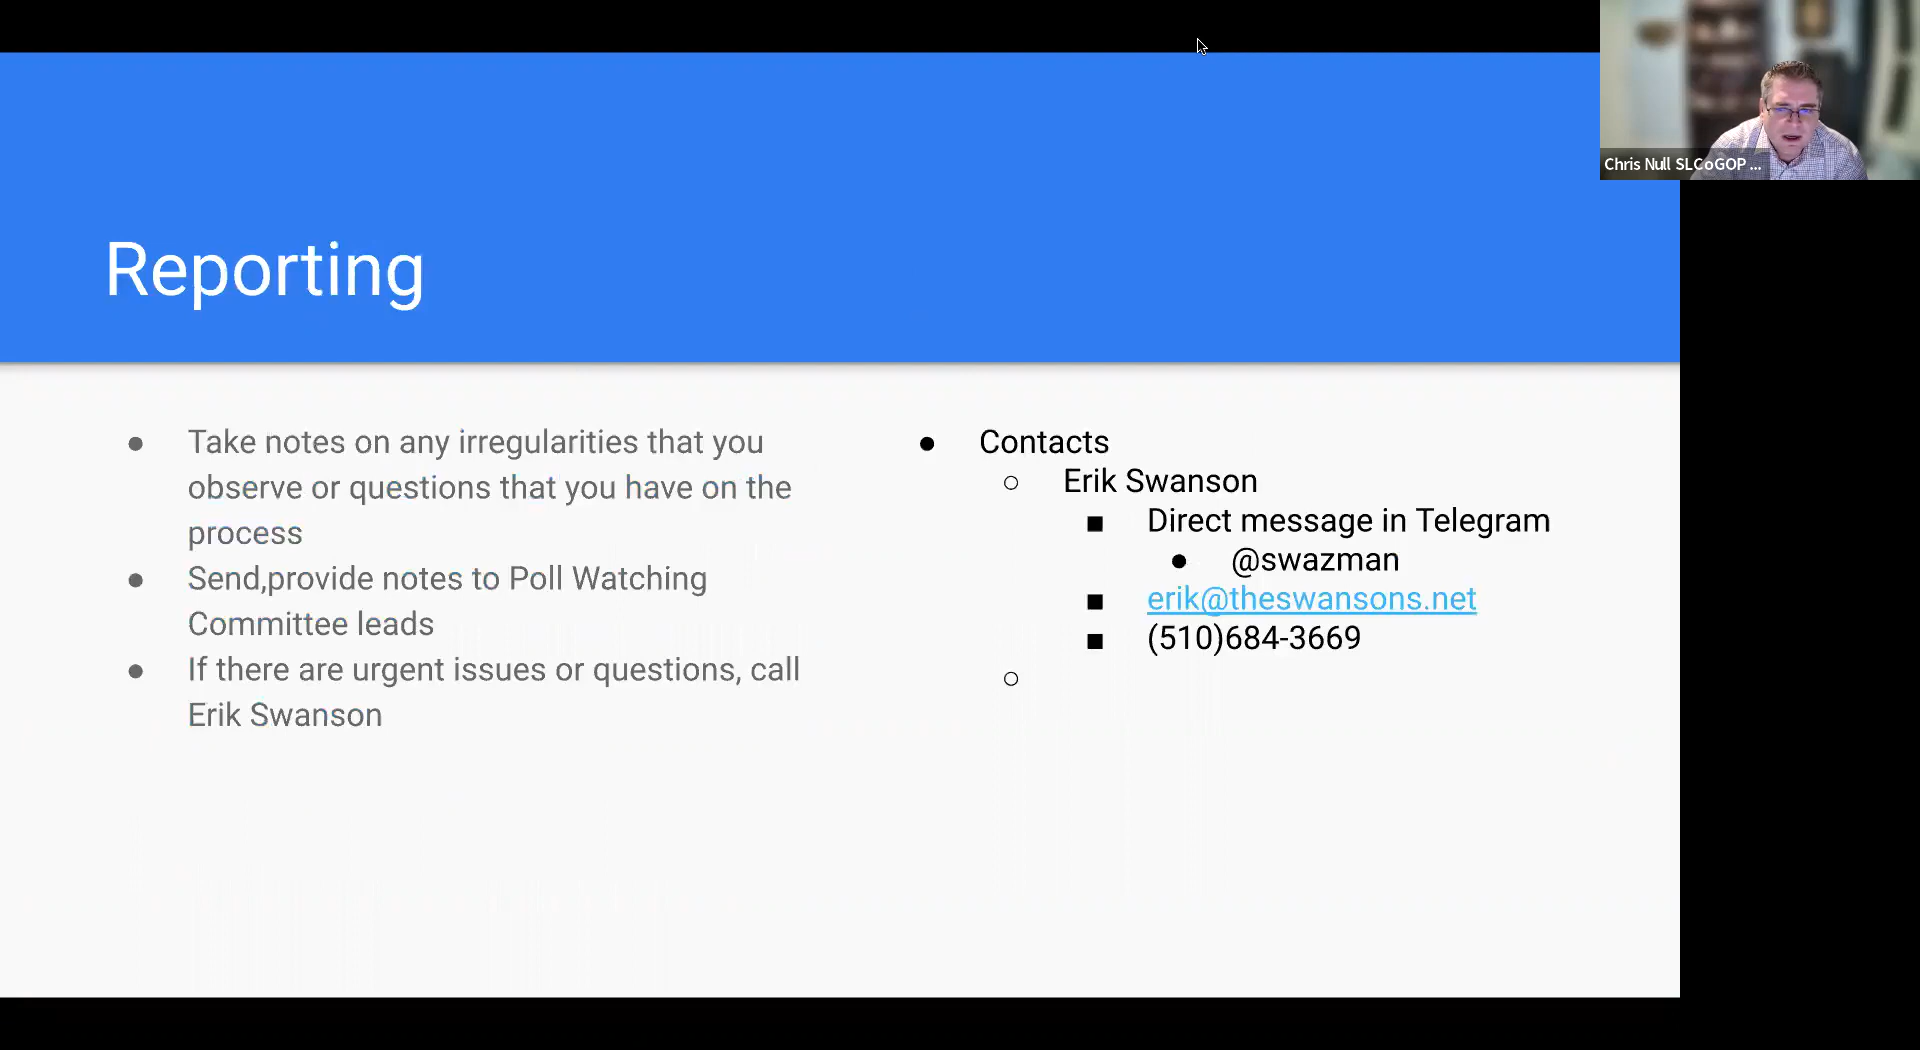 Chris Null SLCoGOP ...
Reporting
Take notes on any irregularities that you
observe or questions that you have on the
process
Send,provide notes to Poll Watching
Committee leads
If there are urgent issues or questions, call
Erik Swanson
Contacts
Erik Swanson
Direct message in Telegram
@swazman
erik@theswansons.net
(510)684-3669